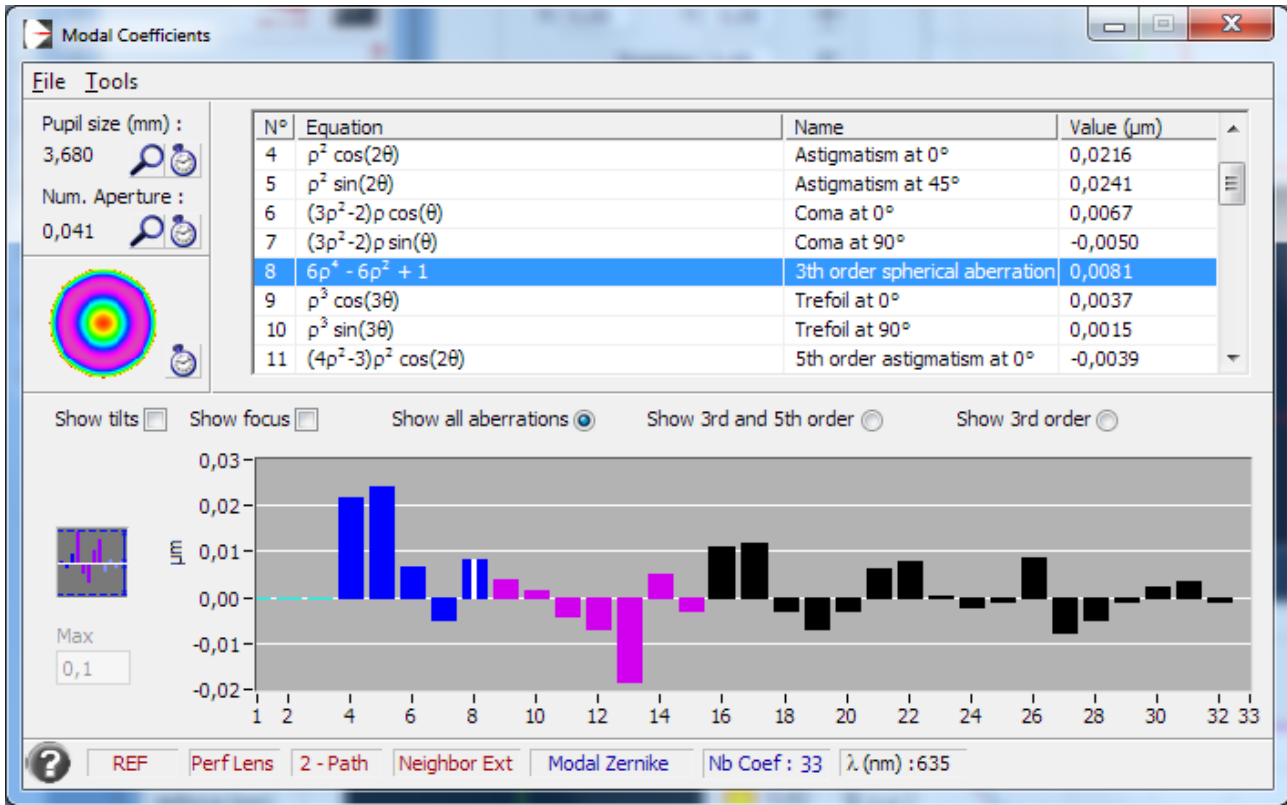 Modal Coefficients
File Tools
Pupil size (mm) :
3,680
Num. Aperture :
0,041
N° Equation Name Value (µm)
4 ρ² cos(2θ) Astigmatism at 0° 0,0216
5 ρ² sin(2θ) Astigmatism at 45° 0,0241
6 (3ρ²-2)ρ cos(θ) Coma at 0° 0,0067
7 (3ρ²-2)ρ sin(θ) Coma at 90° -0,0050
8 6ρ⁴ - 6ρ² + 1 3th order spherical aberration 0,0081
9 ρ³ cos(3θ) Trefoil at 0° 0,0037
10 ρ³ sin(3θ) Trefoil at 90° 0,0015
11 (4ρ²-3)ρ² cos(2θ) 5th order astigmatism at 0° -0,0039
Show tilts Show focus Show all aberrations Show 3rd and 5th order Show 3rd order
0,03
0,02
0,01
0,00
-0,01
-0,02
µm
Max
0,1
1 2 4 6 8 10 12 14 16 18 20 22 24 26 28 30 32 33
? REF Perf Lens 2 - Path Neighbor Ext Modal Zernike Nb Coef : 33 λ (nm) :635